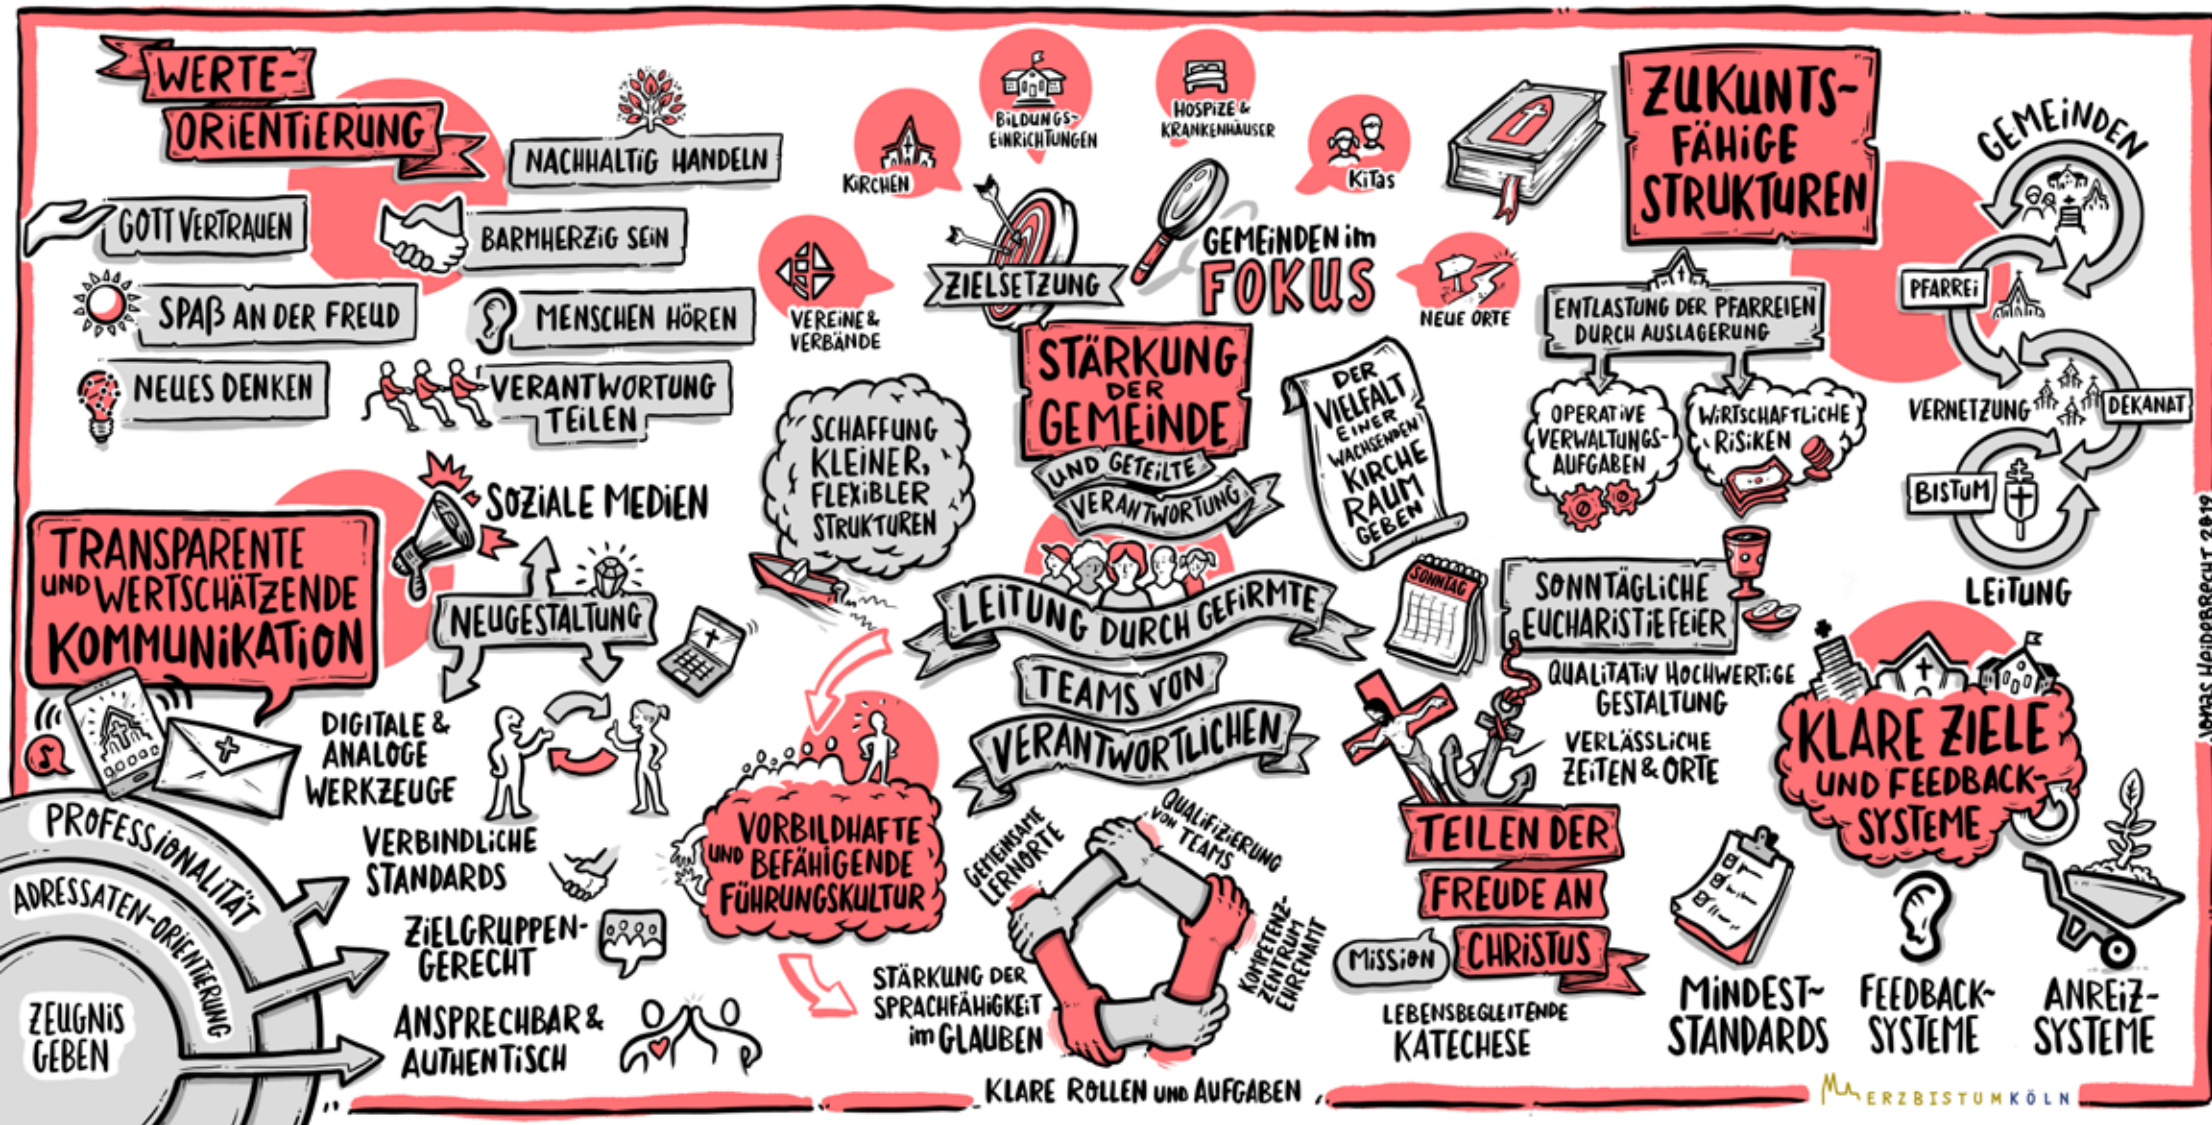 WERTE-
ORIENTIERUNG
NACHHALTIG HANDELN
GOTT VERTRAUEN
BARMHERZIG SEIN
SPAß AN DER FREUD
MENSCHEN HÖREN
NEUES DENKEN
VERANTWORTUNG
TEILEN
KIRCHEN
BILDUNGS-
EINRICHTUNGEN
HOSPIZE &
KRANKENHÄUSER
KITas
VEREINE &
VERBÄNDE
ZIELSETZUNG
GEMEINDEN im
FOKUS
NEUE ORTE
STÄRKUNG
DER
GEMEINDE
UND GETEILTE
VERANTWORTUNG
SCHAFFUNG
KLEINER,
FLEXIBLER
STRUKTUREN
DER
VIELFALT
EINER
WACHSENDEN
KIRCHE
RAUM
GEBEN
LEITUNG DURCH GEFIRMTE
TEAMS VON
VERANTWORTLICHEN
ZUKUNTS-
FÄHIGE
STRUKTUREN
ENTLASTUNG DER PFARREIEN
DURCH AUSLAGERUNG
OPERATIVE
VERWALTUNGS-
AUFGABEN
WIRTSCHAFTLICHE
RISIKEN
GEMEINDEN
PFARREI
VERNETZUNG
DEKANAT
BISTUM
LEITUNG
TRANSPARENTE
UND WERTSCHÄTZENDE
KOMMUNIKATION
SOZIALE MEDIEN
NEUGESTALTUNG
DIGITALE &
ANALOGE
WERKZEUGE
VERBINDLICHE
STANDARDS
ZIELGRUPPEN-
GERECHT
ANSPRECHBAR &
AUTHENTISCH
PROFESSIONALITÄT
ADRESSATEN-ORIENTIERUNG
ZEUGNIS
GEBEN
VORBILDHAFTE
UND BEFÄHIGENDE
FÜHRUNGSKULTUR
STÄRKUNG DER
SPRACHFÄHIGKEIT
im GLAUBEN
GEMEINSAME
LERNORTE
QUALIFIZIERUNG
VON TEAMS
KOMPETENZ-
ZENTRUM
EHRENAMT
KLARE ROLLEN UND AUFGABEN
SONNTAG
SONNTÄGLICHE
EUCHARISTIEFEIER
QUALITATIV HOCHWERTIGE
GESTALTUNG
VERLÄSSLICHE
ZEITEN & ORTE
TEILEN DER
FREUDE AN
CHRISTUS
MISSION
LEBENSBEGLEITENDE
KATECHESE
KLARE ZIELE
UND FEEDBACK-
SYSTEME
MINDEST-
STANDARDS
FEEDBACK-
SYSTEME
ANREIZ-
SYSTEME
ERZBISTUMKÖLN
2019